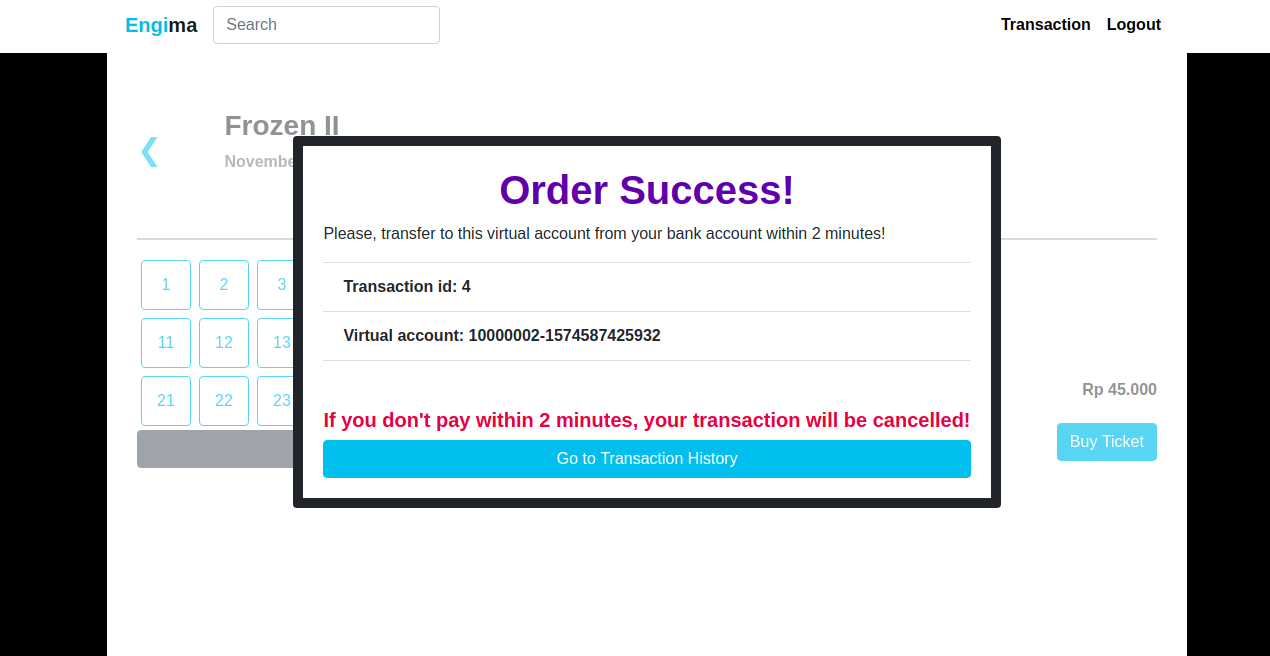 Engima Search Transaction Logout
Frozen II
❮
Novembe
Order Success!
Please, transfer to this virtual account from your bank account within 2 minutes!
Transaction id: 4
Virtual account: 10000002-1574587425932
If you don't pay within 2 minutes, your transaction will be cancelled!
Go to Transaction History
1 2 3
11 12 13
21 22 23
Rp 45.000
Buy Ticket